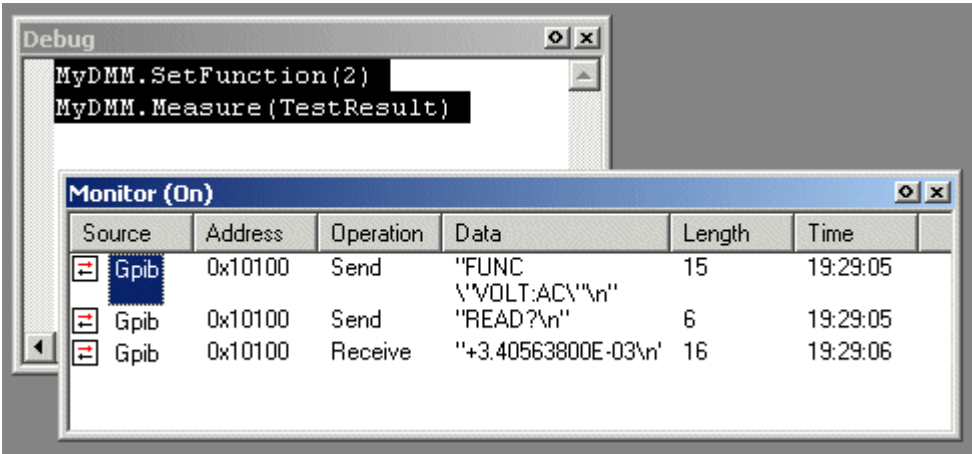 Debug
MyDMM.SetFunction(2)
MyDMM.Measure(TestResult)
Monitor (On)
Source Address Operation Data Length Time
Gpib 0x10100 Send "FUNC 15 19:29:05
\"VOLT:AC\"\n"
Gpib 0x10100 Send "READ?\n" 6 19:29:05
Gpib 0x10100 Receive "+3.40563800E-03\n' 16 19:29:06